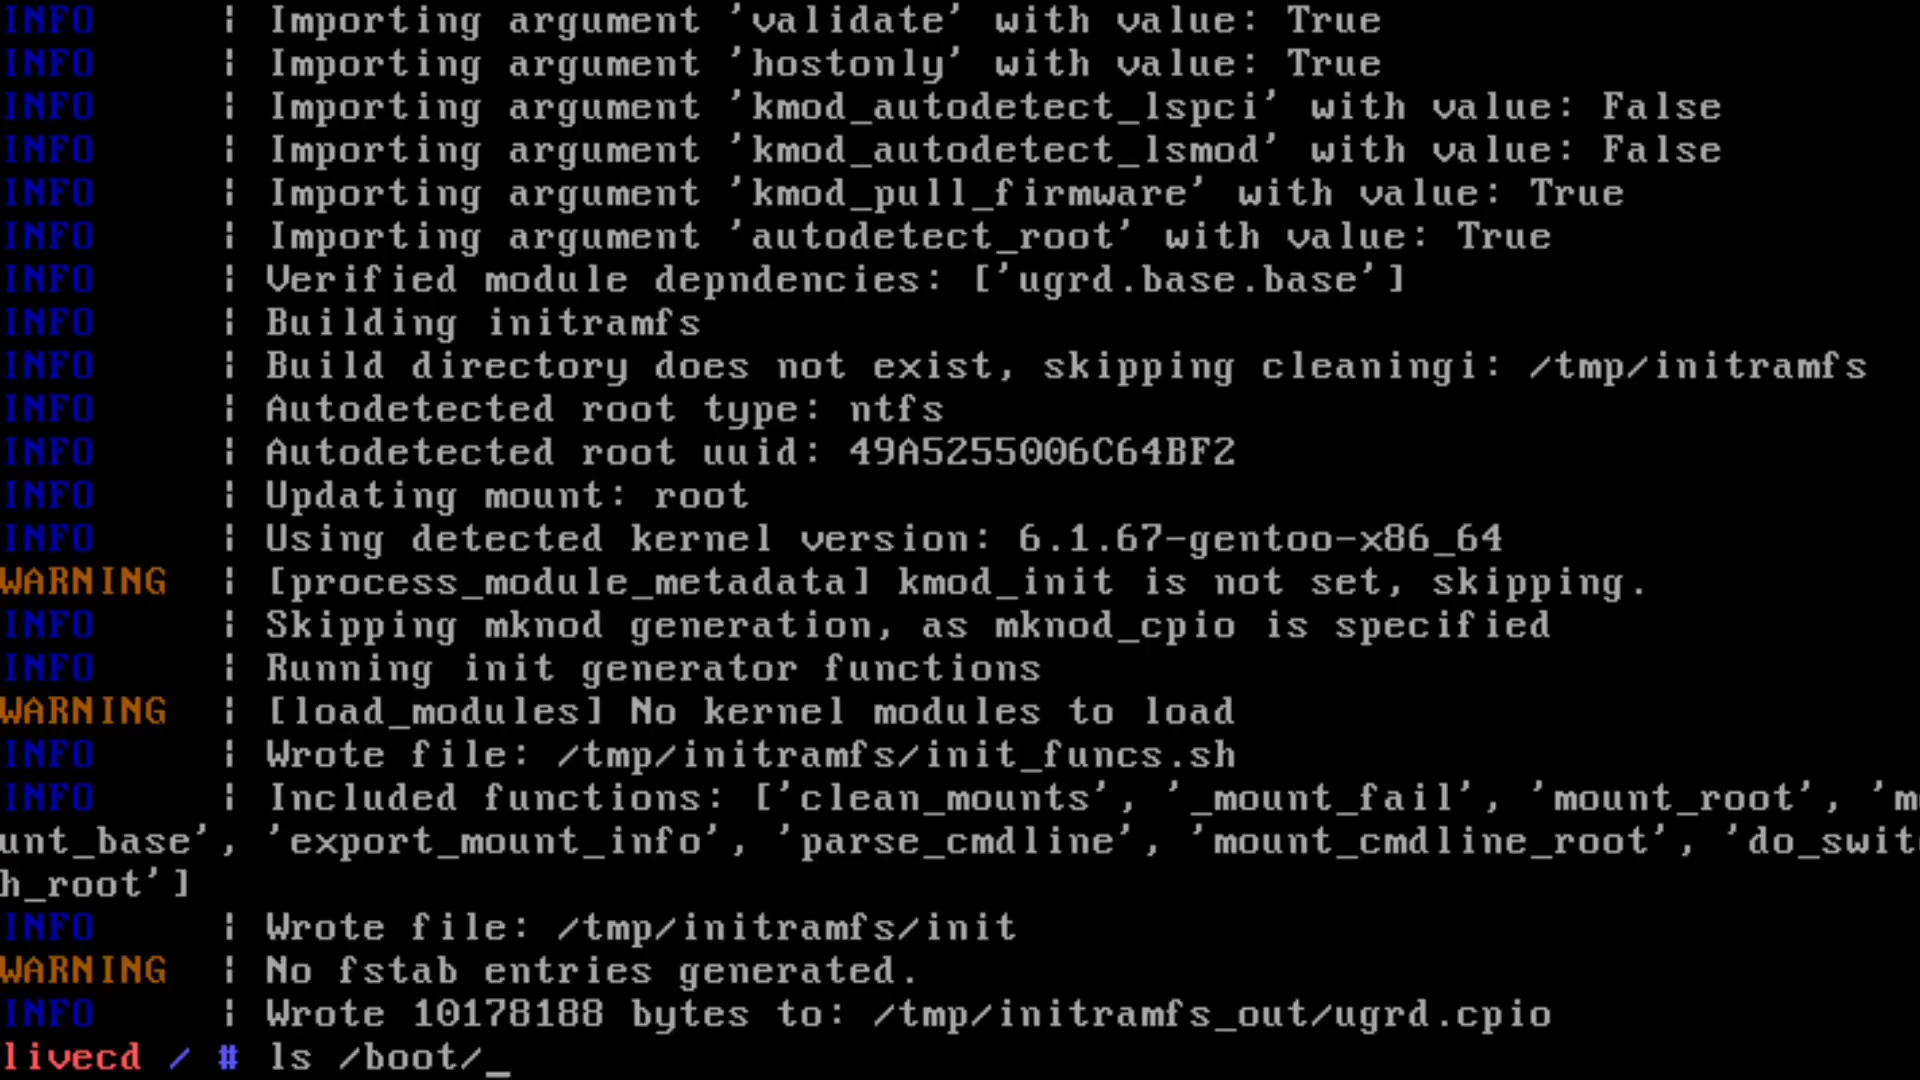 INFO | Importing argument 'validate' with value: True
INFO | Importing argument 'hostonly' with value: True
INFO | Importing argument 'kmod_autodetect_lspci' with value: False
INFO | Importing argument 'kmod_autodetect_lsmod' with value: False
INFO | Importing argument 'kmod_pull_firmware' with value: True
INFO | Importing argument 'autodetect_root' with value: True
INFO | Verified module depndencies: ['ugrd.base.base']
INFO | Building initramfs
INFO | Build directory does not exist, skipping cleaningi: /tmp/initramfs
INFO | Autodetected root type: ntfs
INFO | Autodetected root uuid: 49A5255006C64BF2
INFO | Updating mount: root
INFO | Using detected kernel version: 6.1.67-gentoo-x86_64
WARNING | [process_module_metadata] kmod_init is not set, skipping.
INFO | Skipping mknod generation, as mknod_cpio is specified
INFO | Running init generator functions
WARNING | [load_modules] No kernel modules to load
INFO | Wrote file: /tmp/initramfs/init_funcs.sh
INFO | Included functions: ['clean_mounts', '_mount_fail', 'mount_root', 'mo
unt_base', 'export_mount_info', 'parse_cmdline', 'mount_cmdline_root', 'do_switc
h_root']
INFO | Wrote file: /tmp/initramfs/init
WARNING | No fstab entries generated.
INFO | Wrote 10178188 bytes to: /tmp/initramfs_out/ugrd.cpio
livecd / # ls /boot/_